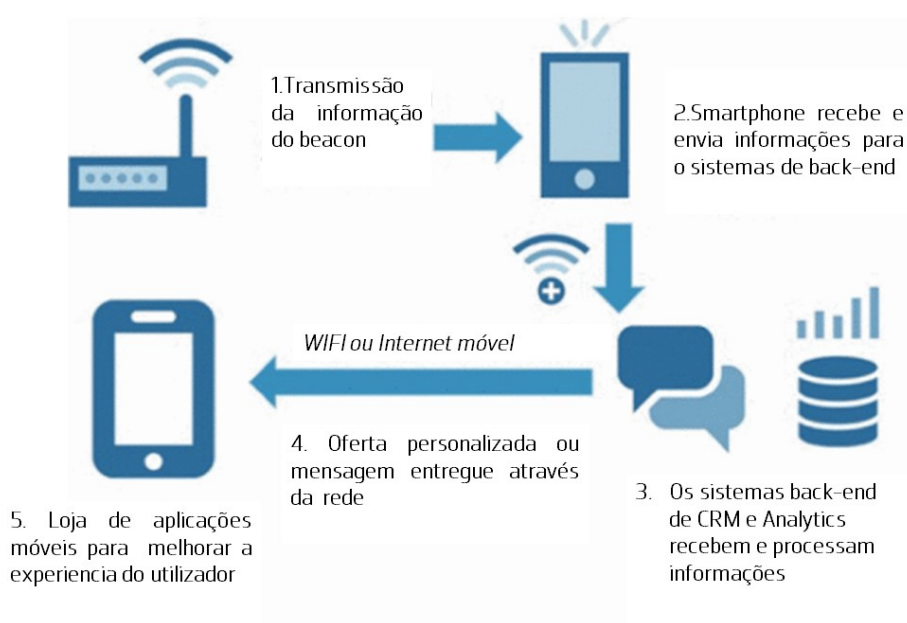 1.Transmissão
da informação
do beacon
2.Smartphone recebe e
envia informações para
o sistemas de back-end
WIFI ou Internet móvel
4. Oferta personalizada ou
mensagem entregue através
da rede
3. Os sistemas back-end
de CRM e Analytics
recebem e processam
informações
5. Loja de aplicações
móveis para melhorar a
experiencia do utilizador